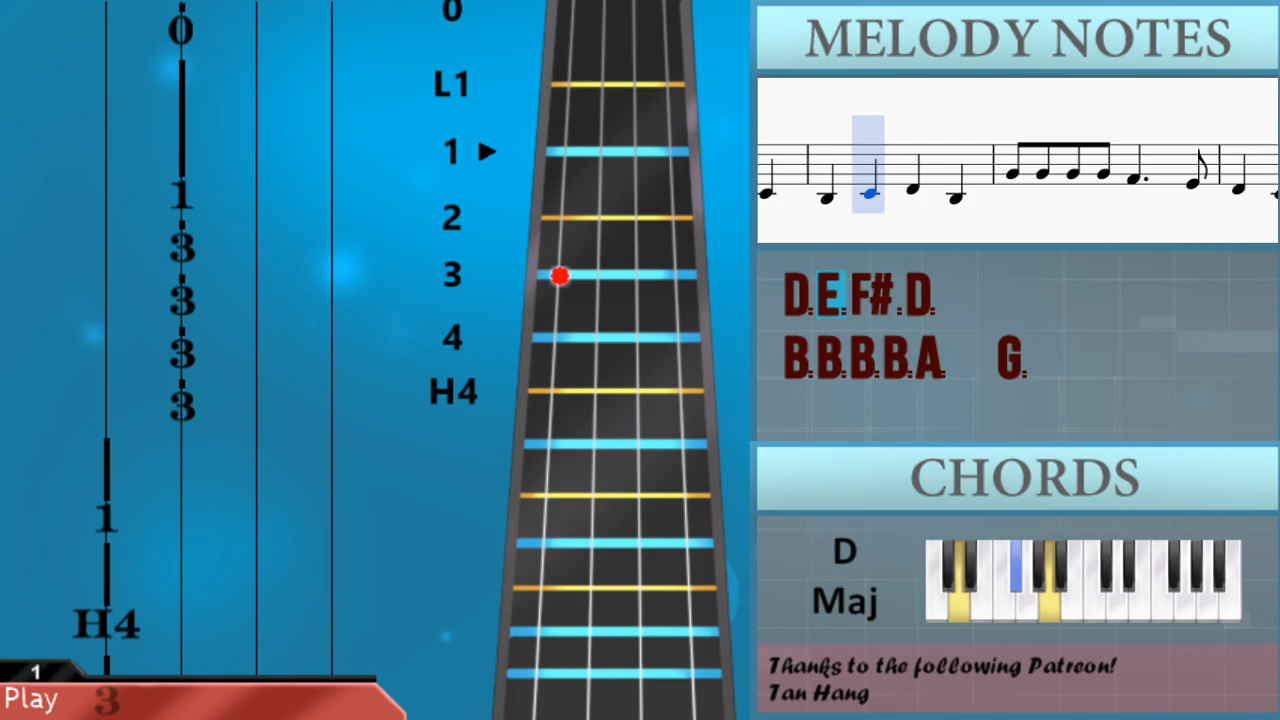 0
1
3
3
3
3
1
H4
1
Play
3
0
L1
1
2
3
4
H4
MELODY NOTES
D. E. F#. D.
B. B. B. B. A. G.
CHORDS
D
Maj
Thanks to the following Patreon!
Tan Hang